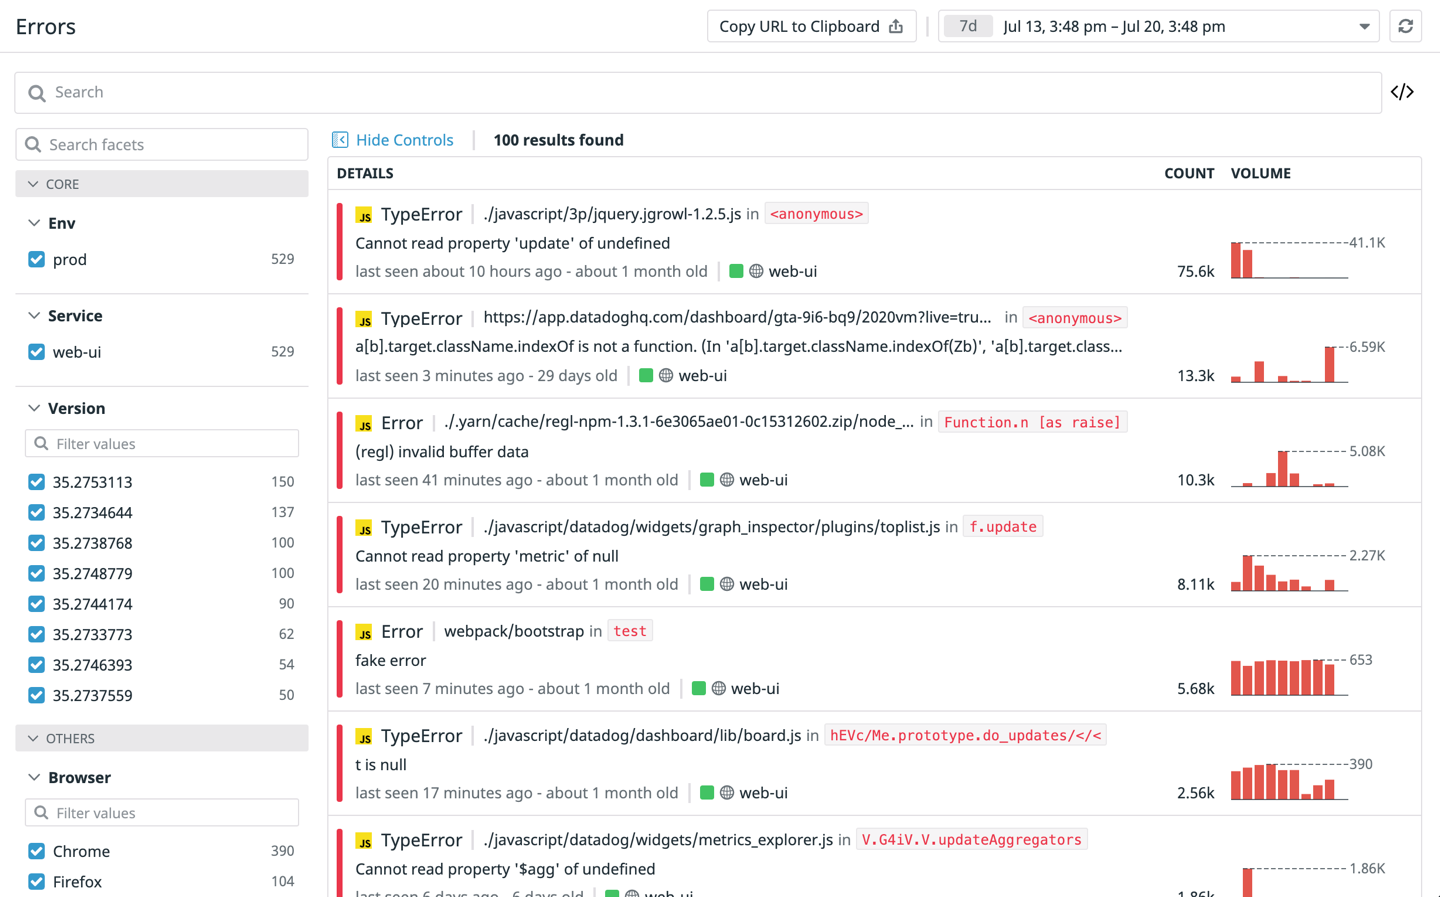 Errors
Copy URL to Clipboard
7d Jul 13, 3:48 pm – Jul 20, 3:48 pm
Search
</>
Search facets
CORE
Env
prod 529
Service
web-ui 529
Version
Filter values
35.2753113 150
35.2734644 137
35.2738768 100
35.2748779 100
35.2744174 90
35.2733773 62
35.2746393 54
35.2737559 50
OTHERS
Browser
Filter values
Chrome 390
Firefox 104
Hide Controls 100 results found
DETAILS COUNT VOLUME
JS TypeError ./javascript/3p/jquery.jgrowl-1.2.5.js in <anonymous>
Cannot read property 'update' of undefined
last seen about 10 hours ago - about 1 month old web-ui 75.6k 41.1K
JS TypeError https://app.datadoghq.com/dashboard/gta-9i6-bq9/2020vm?live=tru... in <anonymous>
a[b].target.className.indexOf is not a function. (In 'a[b].target.className.indexOf(Zb)', 'a[b].target.class...
last seen 3 minutes ago - 29 days old web-ui 13.3k 6.59K
JS Error ./.yarn/cache/regl-npm-1.3.1-6e3065ae01-0c15312602.zip/node_... in Function.n [as raise]
(regl) invalid buffer data
last seen 41 minutes ago - about 1 month old web-ui 10.3k 5.08K
JS TypeError ./javascript/datadog/widgets/graph_inspector/plugins/toplist.js in f.update
Cannot read property 'metric' of null
last seen 20 minutes ago - about 1 month old web-ui 8.11k 2.27K
JS Error webpack/bootstrap in test
fake error
last seen 7 minutes ago - about 1 month old web-ui 5.68k 653
JS TypeError ./javascript/datadog/dashboard/lib/board.js in hEVc/Me.prototype.do_updates/</<
t is null
last seen 17 minutes ago - about 1 month old web-ui 2.56k 390
JS TypeError ./javascript/datadog/widgets/metrics_explorer.js in V.G4iV.V.updateAggregators
Cannot read property '$agg' of undefined
last seen 6 days ago - 6 days old web-ui 1.86k 1.86K